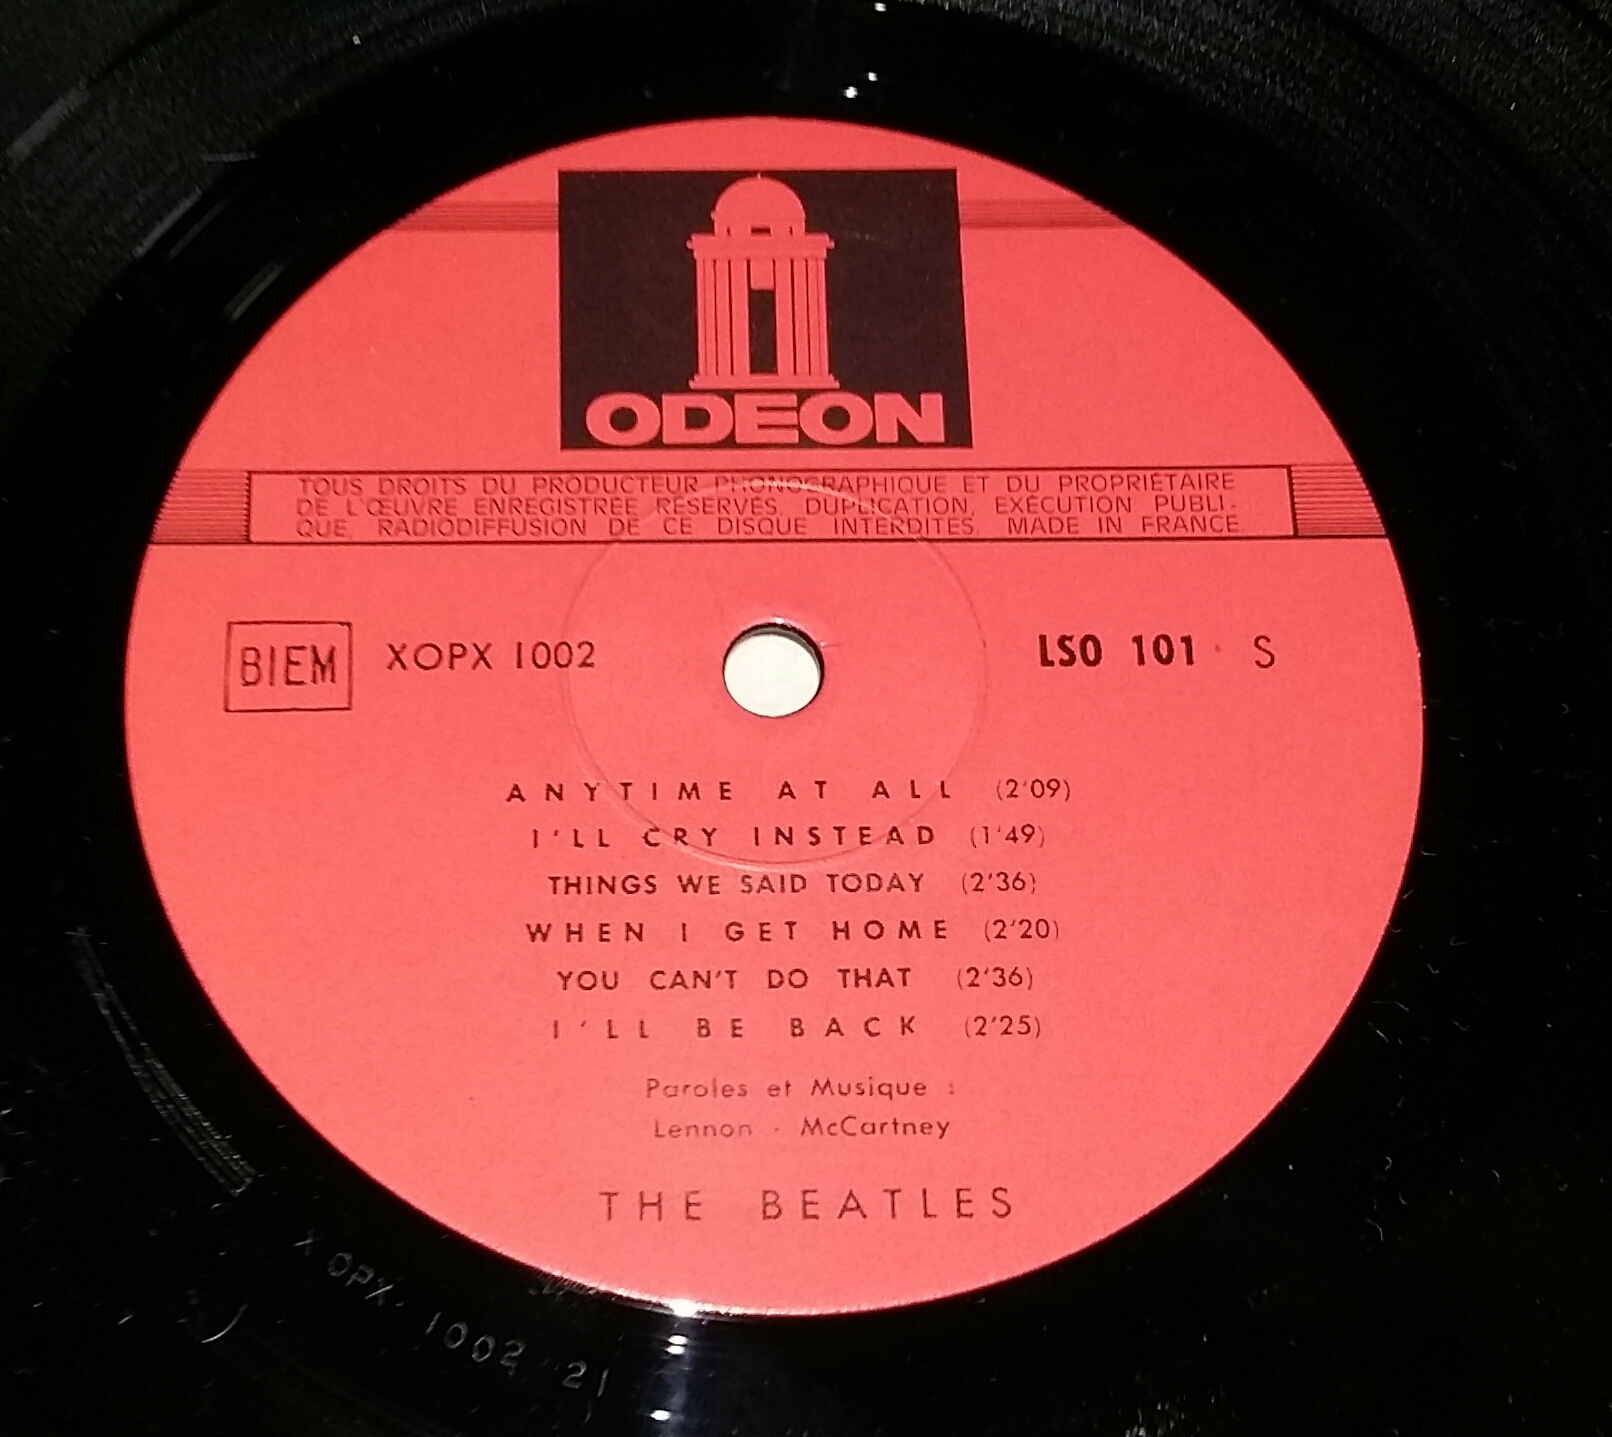 ODEON
TOUS DROITS DU PRODUCTEUR PHONOGRAPHIQUE ET DU PROPRIÉTAIRE
DE L'ŒUVRE ENREGISTRÉE RÉSERVÉS. DUPLICATION, EXÉCUTION PUBLI-
QUE, RADIODIFFUSION DE CE DISQUE INTERDITES. MADE IN FRANCE
BIEM XOPX 1002 LSO 101 S
ANYTIME AT ALL (2'09)
I'LL CRY INSTEAD (1'49)
THINGS WE SAID TODAY (2'36)
WHEN I GET HOME (2'20)
YOU CAN'T DO THAT (2'36)
I'LL BE BACK (2'25)
Paroles et Musique :
Lennon - McCartney
THE BEATLES
XOPX 1002 21